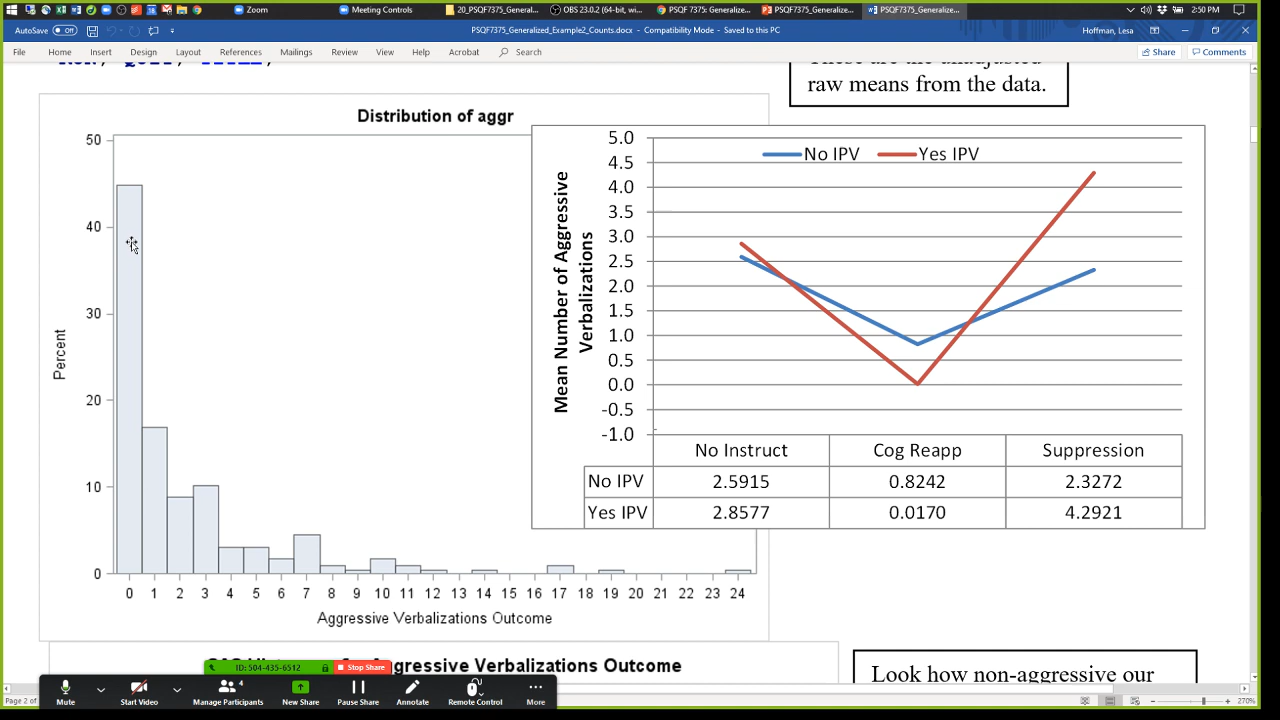 Zoom
Meeting Controls
20_PSQF7375_General...
OBS 23.0.2 (64-bit, wi...
PSQF 7375: Generalize...
PSQF7375_Generalize...
PSQF7375_Generalize...
2:50 PM
AutoSave Off
PSQF7375_Generalized_Example2_Counts.docx - Compatibility Mode - Saved to this PC
Hoffman, Lesa
File Home Insert Design Layout References Mailings Review View Help Acrobat Search
Share Comments
These are the unadjusted
raw means from the data.
Distribution of aggr
50
40
30
20
10
0
Percent
0 1 2 3 4 5 6 7 8 9 10 11 12 13 14 15 16 17 18 19 20 21 22 23 24
Aggressive Verbalizations Outcome
Mean Number of Aggressive
Verbalizations
5.0
4.5
4.0
3.5
3.0
2.5
2.0
1.5
1.0
0.5
0.0
-0.5
-1.0
No IPV Yes IPV
No Instruct Cog Reapp Suppression
No IPV 2.5915 0.8242 2.3272
Yes IPV 2.8577 0.0170 4.2921
Aggressive Verbalizations Outcome
Look how non-aggressive our
ID: 504-435-6512
Stop Share
Mute
Start Video
4
Manage Participants
New Share
Pause Share
Annotate
Remote Control
More
Page 2 of
270%